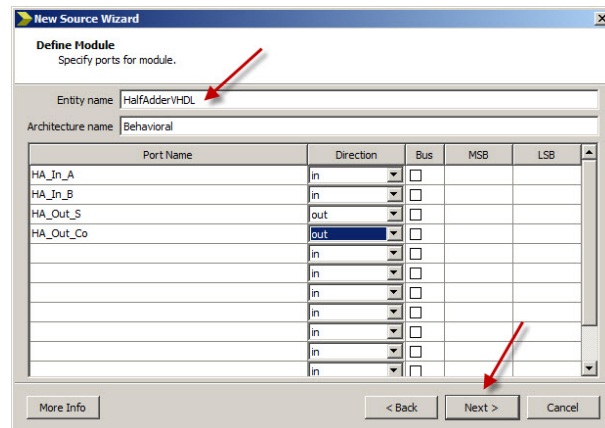 New Source Wizard
Define Module
Specify ports for module.
Entity name HalfAdderVHDL
Architecture name Behavioral
Port Name Direction Bus MSB LSB
HA_In_A in
HA_In_B in
HA_Out_S out
HA_Out_Co out
in
in
in
in
in
in
in
More Info < Back Next > Cancel